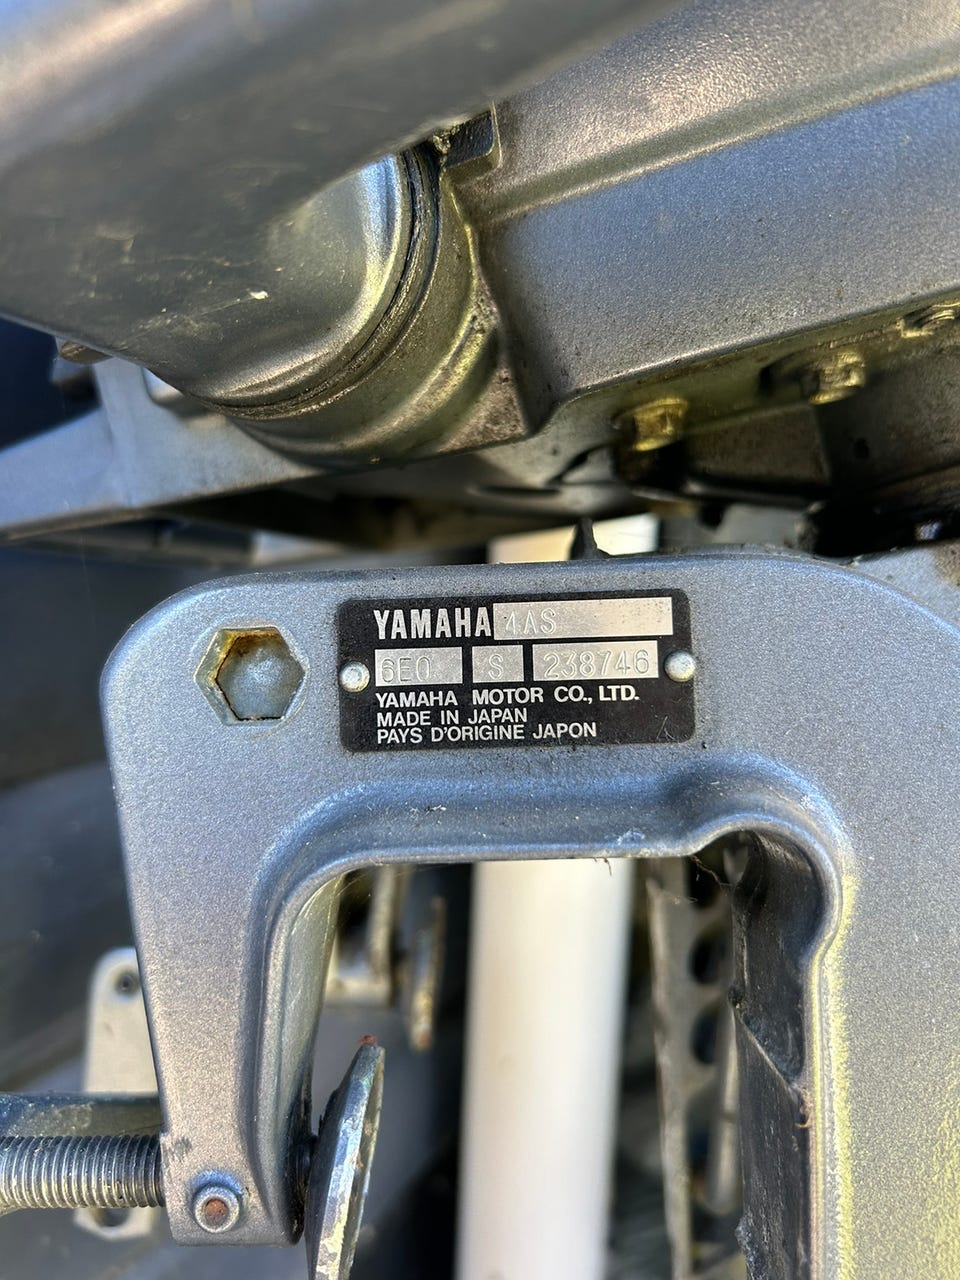 YAMAHA 4AS
6E0 S 238746
YAMAHA MOTOR CO., LTD.
MADE IN JAPAN
PAYS D'ORIGINE JAPON